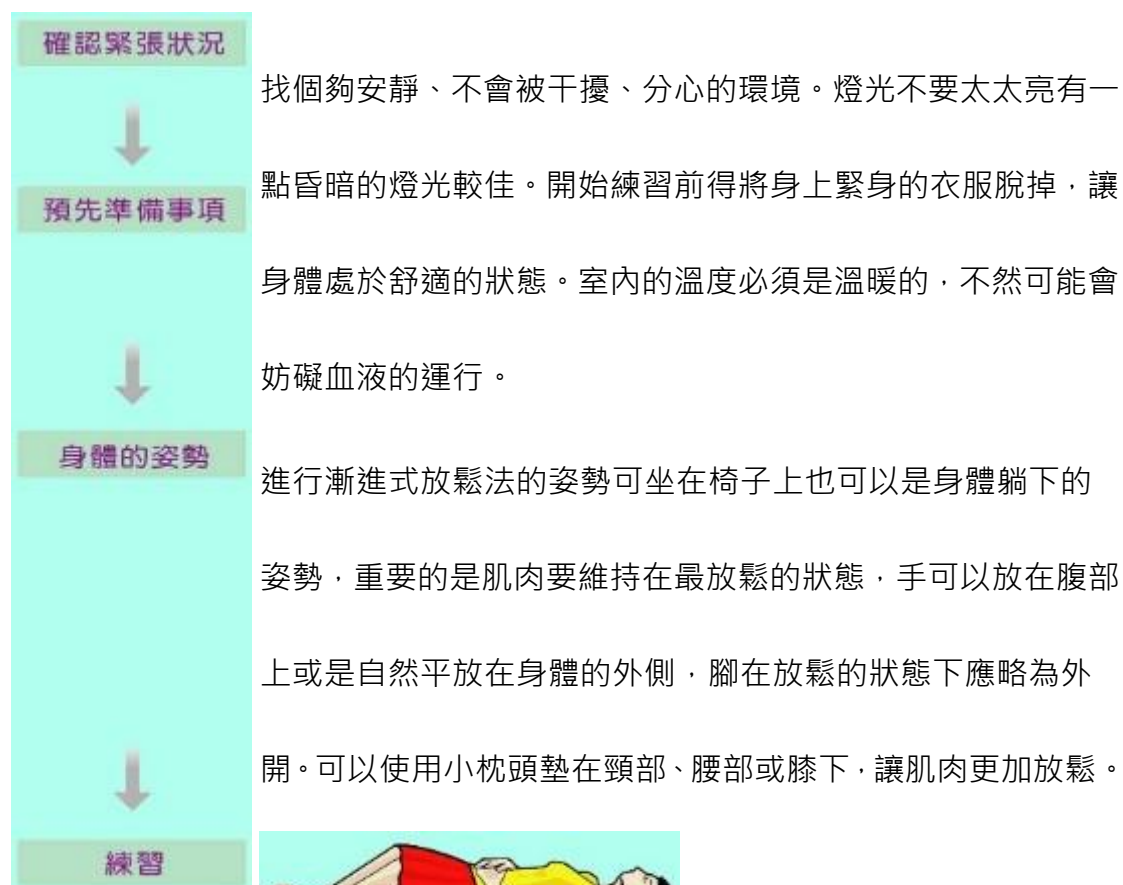 確認緊張狀況
找個夠安靜、不會被干擾、分心的環境。燈光不要太太亮有一
點昏暗的燈光較佳。開始練習前得將身上緊身的衣服脫掉，讓
預先準備事項
身體處於舒適的狀態。室內的溫度必須是溫暖的，不然可能會
妨礙血液的運行。
身體的姿勢
進行漸進式放鬆法的姿勢可坐在椅子上也可以是身體躺下的
姿勢，重要的是肌肉要維持在最放鬆的狀態，手可以放在腹部
上或是自然平放在身體的外側，腳在放鬆的狀態下應略為外
開。可以使用小枕頭墊在頸部、腰部或膝下，讓肌肉更加放鬆。
練習